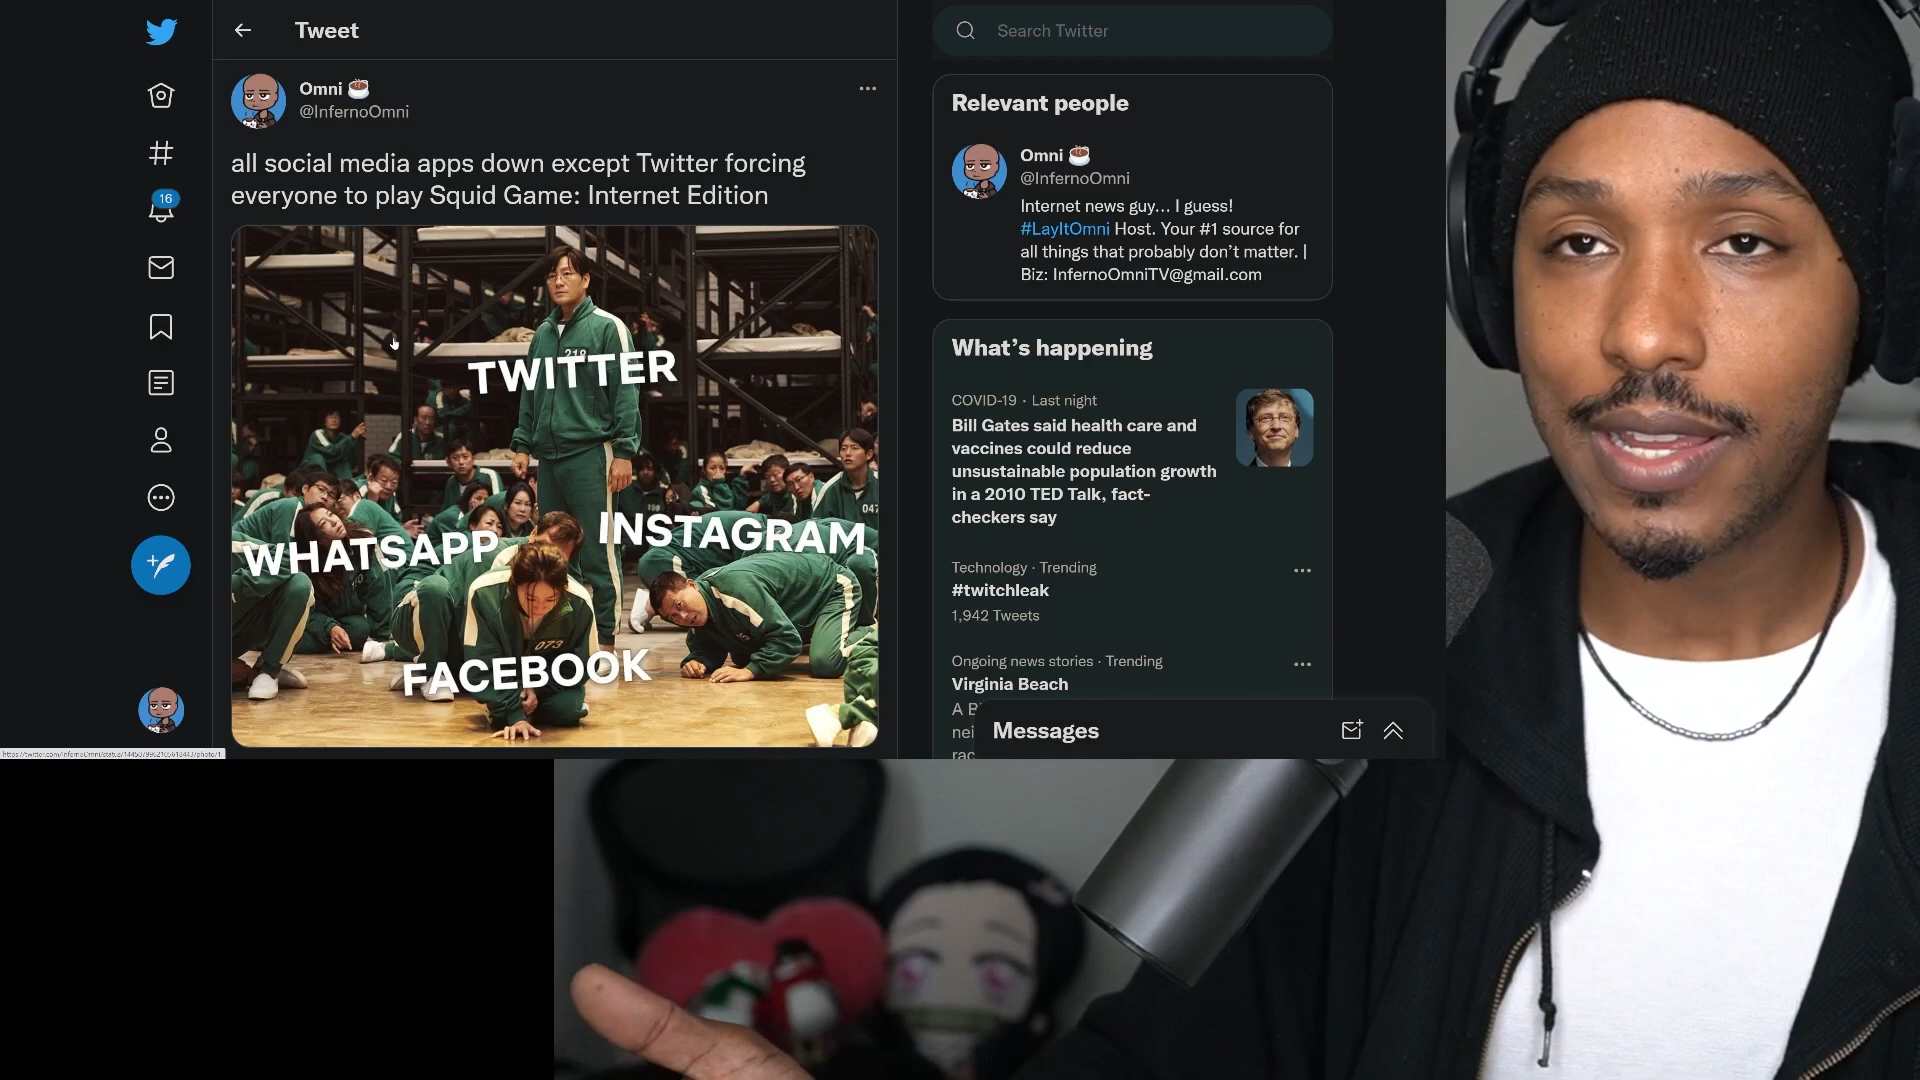 Tweet
Omni
@InfernoOmni
all social media apps down except Twitter forcing
everyone to play Squid Game: Internet Edition
218
TWITTER
047
INSTAGRAM
WHATSAPP
073
FACEBOOK
16
Search Twitter
Relevant people
Omni
@InfernoOmni
Internet news guy... I guess!
#LayItOmni Host. Your #1 source for
all things that probably don't matter. |
Biz: InfernoOmniTV@gmail.com
What's happening
COVID-19 · Last night
Bill Gates said health care and
vaccines could reduce
unsustainable population growth
in a 2010 TED Talk, fact-
checkers say
Technology · Trending
#twitchleak
1,942 Tweets
Ongoing news stories · Trending
Virginia Beach
Messages